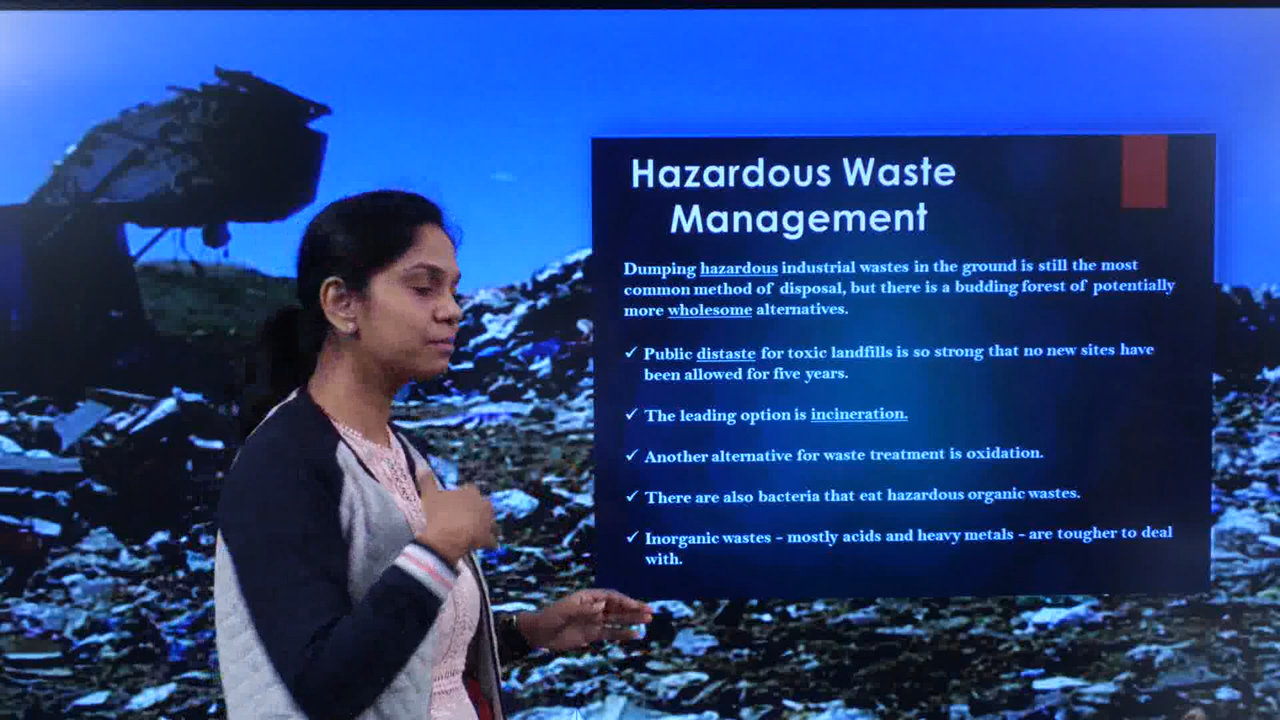 Hazardous Waste
Management
Dumping hazardous industrial wastes in the ground is still the most
common method of disposal, but there is a budding forest of potentially
more wholesome alternatives.
✓ Public distaste for toxic landfills is so strong that no new sites have
been allowed for five years.
✓ The leading option is incineration.
✓ Another alternative for waste treatment is oxidation.
✓ There are also bacteria that eat hazardous organic wastes.
✓ Inorganic wastes – mostly acids and heavy metals – are tougher to deal
with.